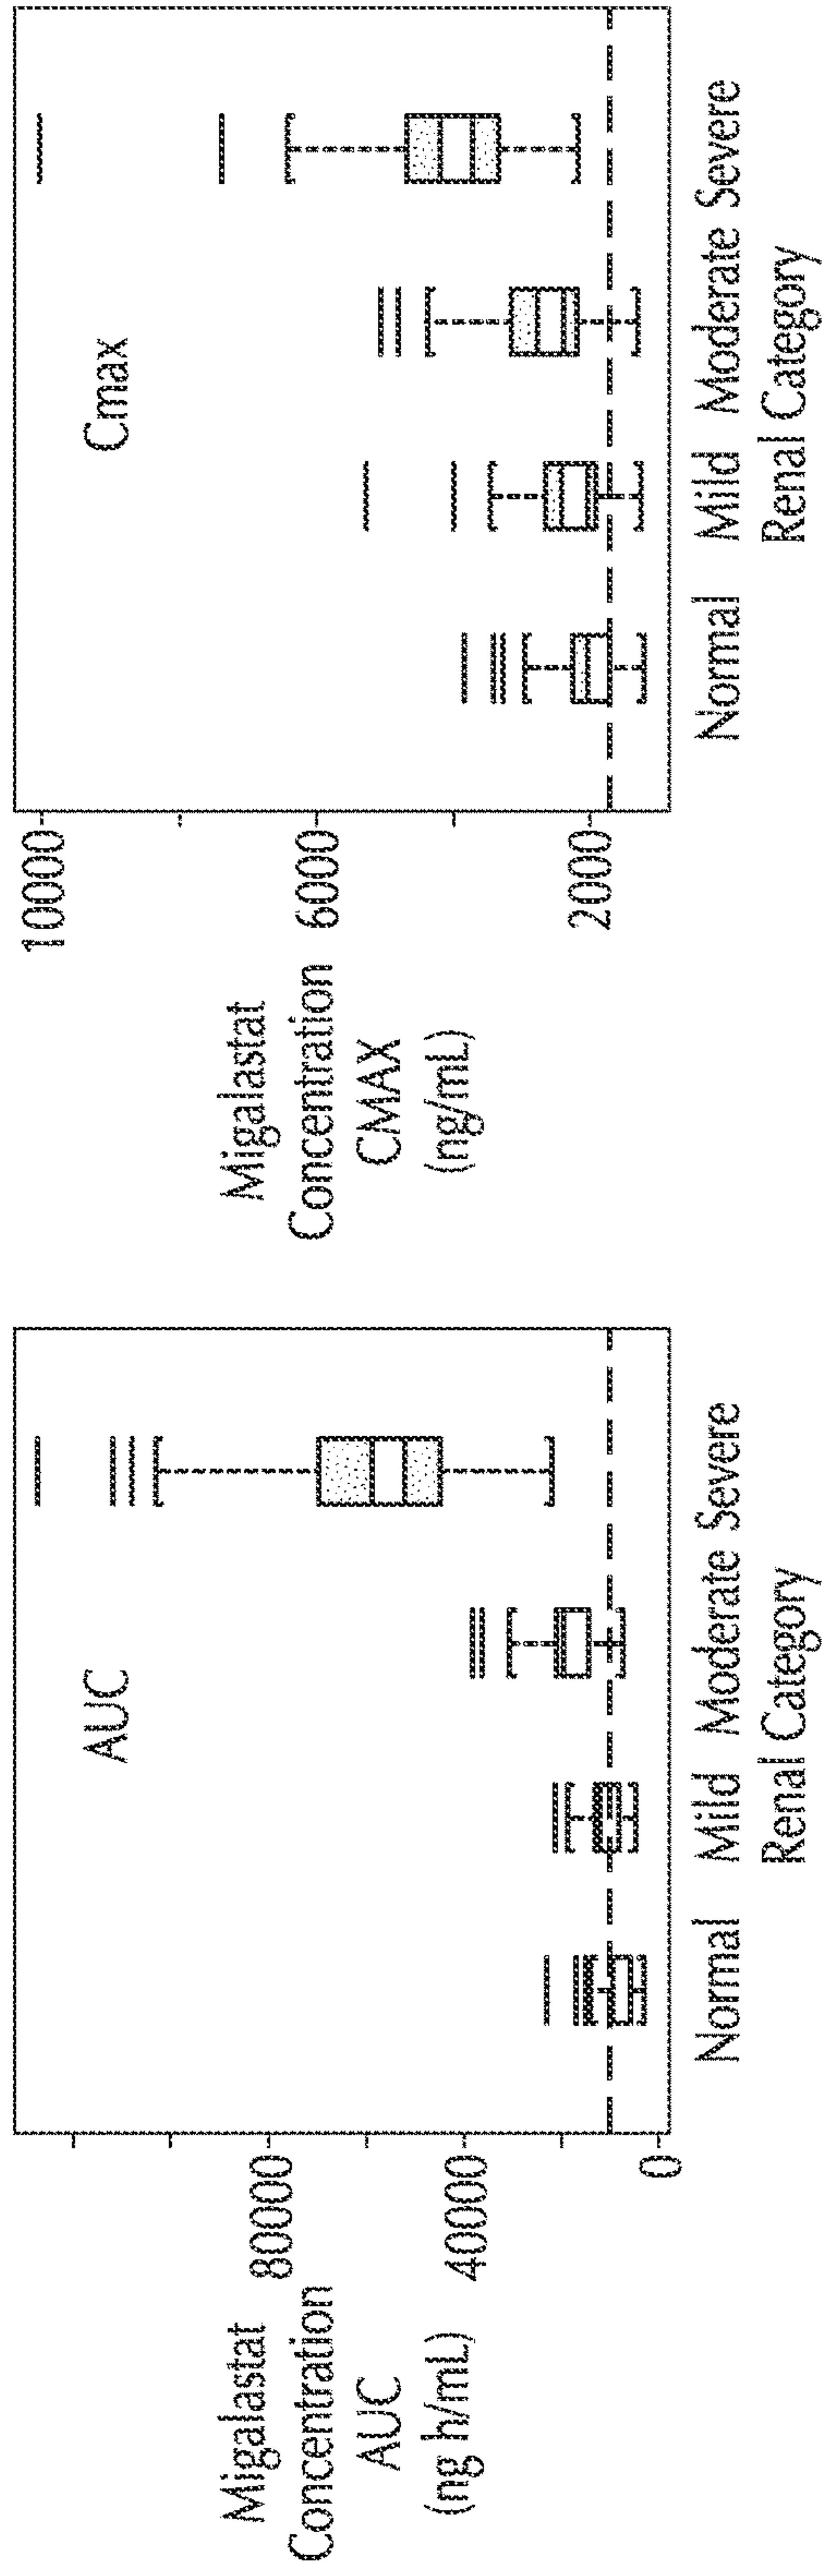 AUC
Migalastat
Concentration
AUC
(ng h/mL)
80000
40000
0
Normal Mild Moderate Severe
Renal Category
Cmax
Migalastat
Concentration
CMAX
(ng/mL)
10000
6000
2000
Normal Mild Moderate Severe
Renal Category